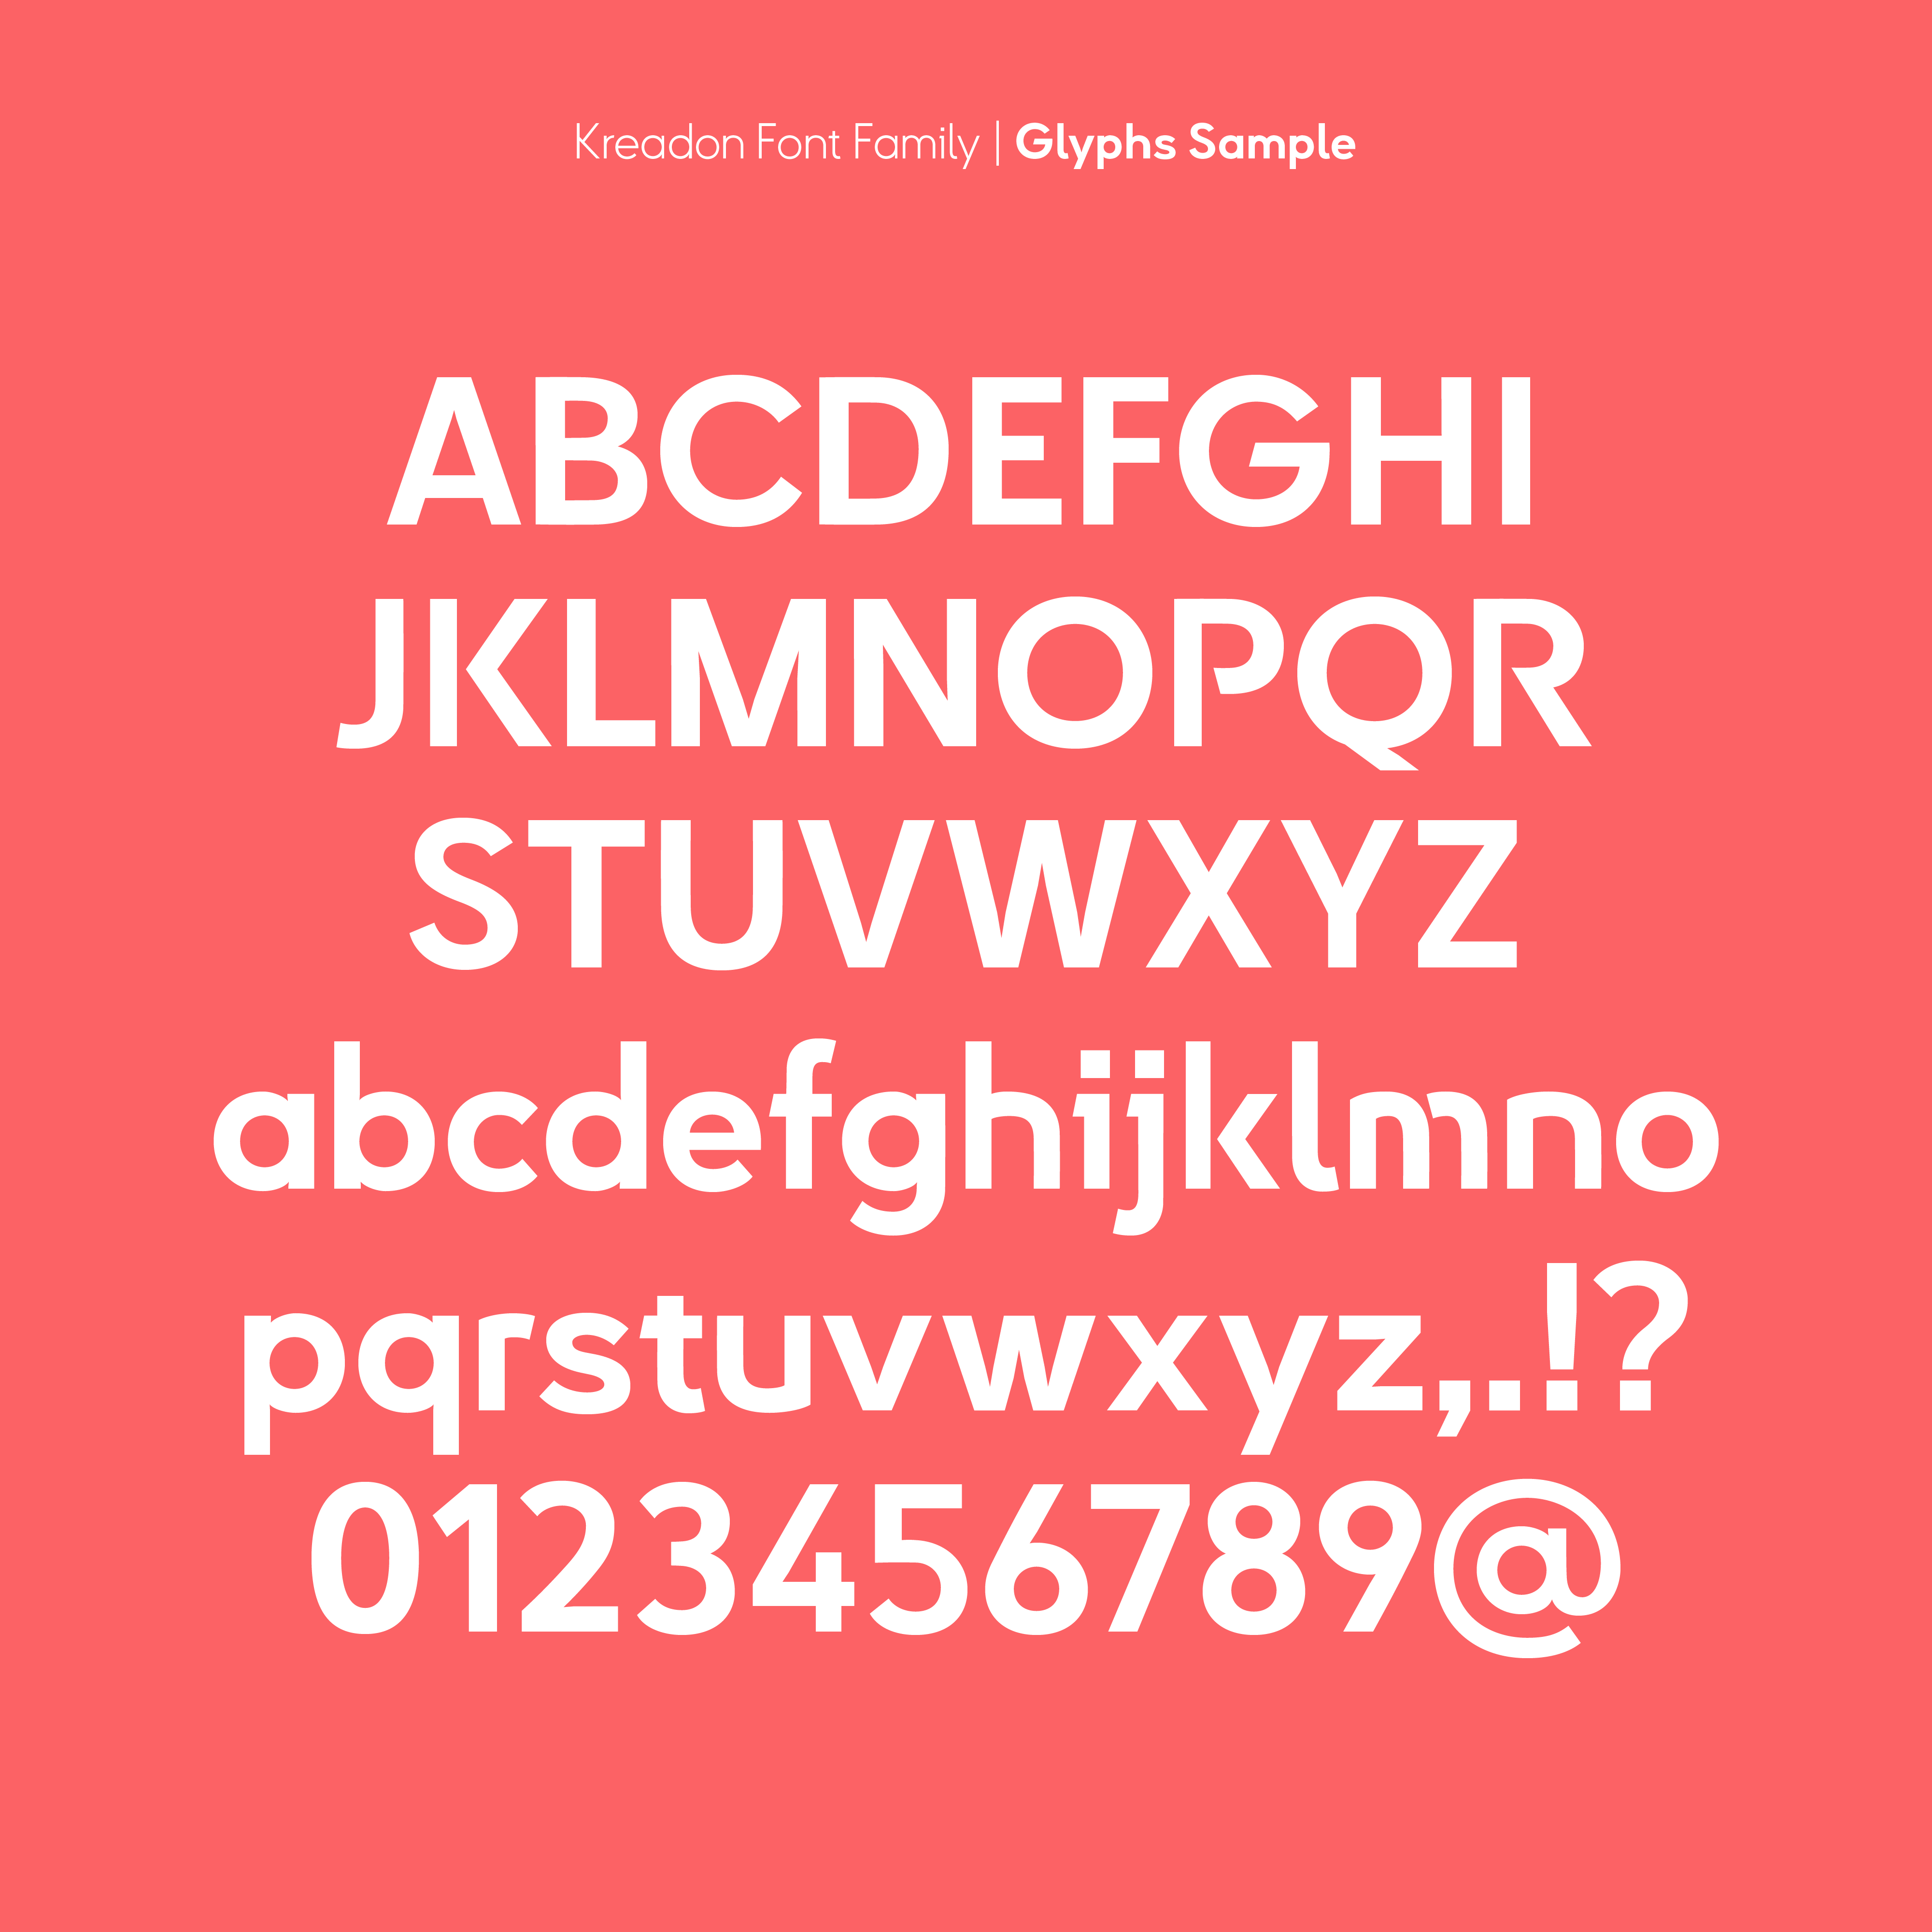 Kreadon Font Family | Glyphs Sample
ABCDEFGHI
JKLMNOPQR
STUVWXYZ
abcdefghijklmno
pqrstuvwxyz,.!?
0123456789@